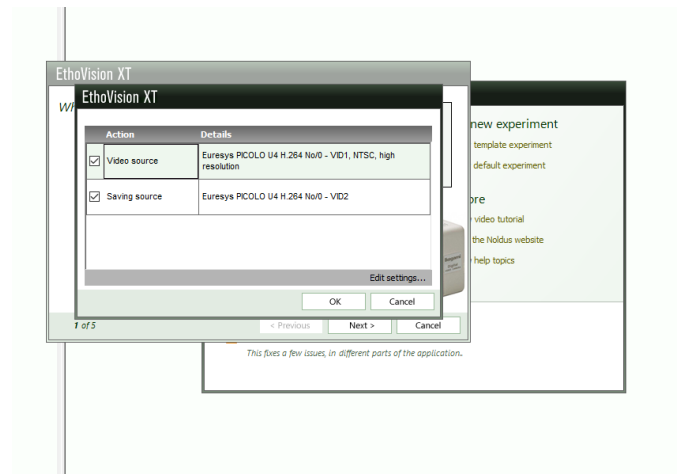 EthoVision XT
EthoVision XT
Action Details
Video source Euresys PICOLO U4 H.264 No/0 - VID1, NTSC, high
resolution
Saving source Euresys PICOLO U4 H.264 No/0 - VID2
Edit settings...
OK Cancel
1 of 5 < Previous Next > Cancel
new experiment
template experiment
default experiment
video tutorial
the Noldus website
help topics
This fixes a few issues, in different parts of the application.